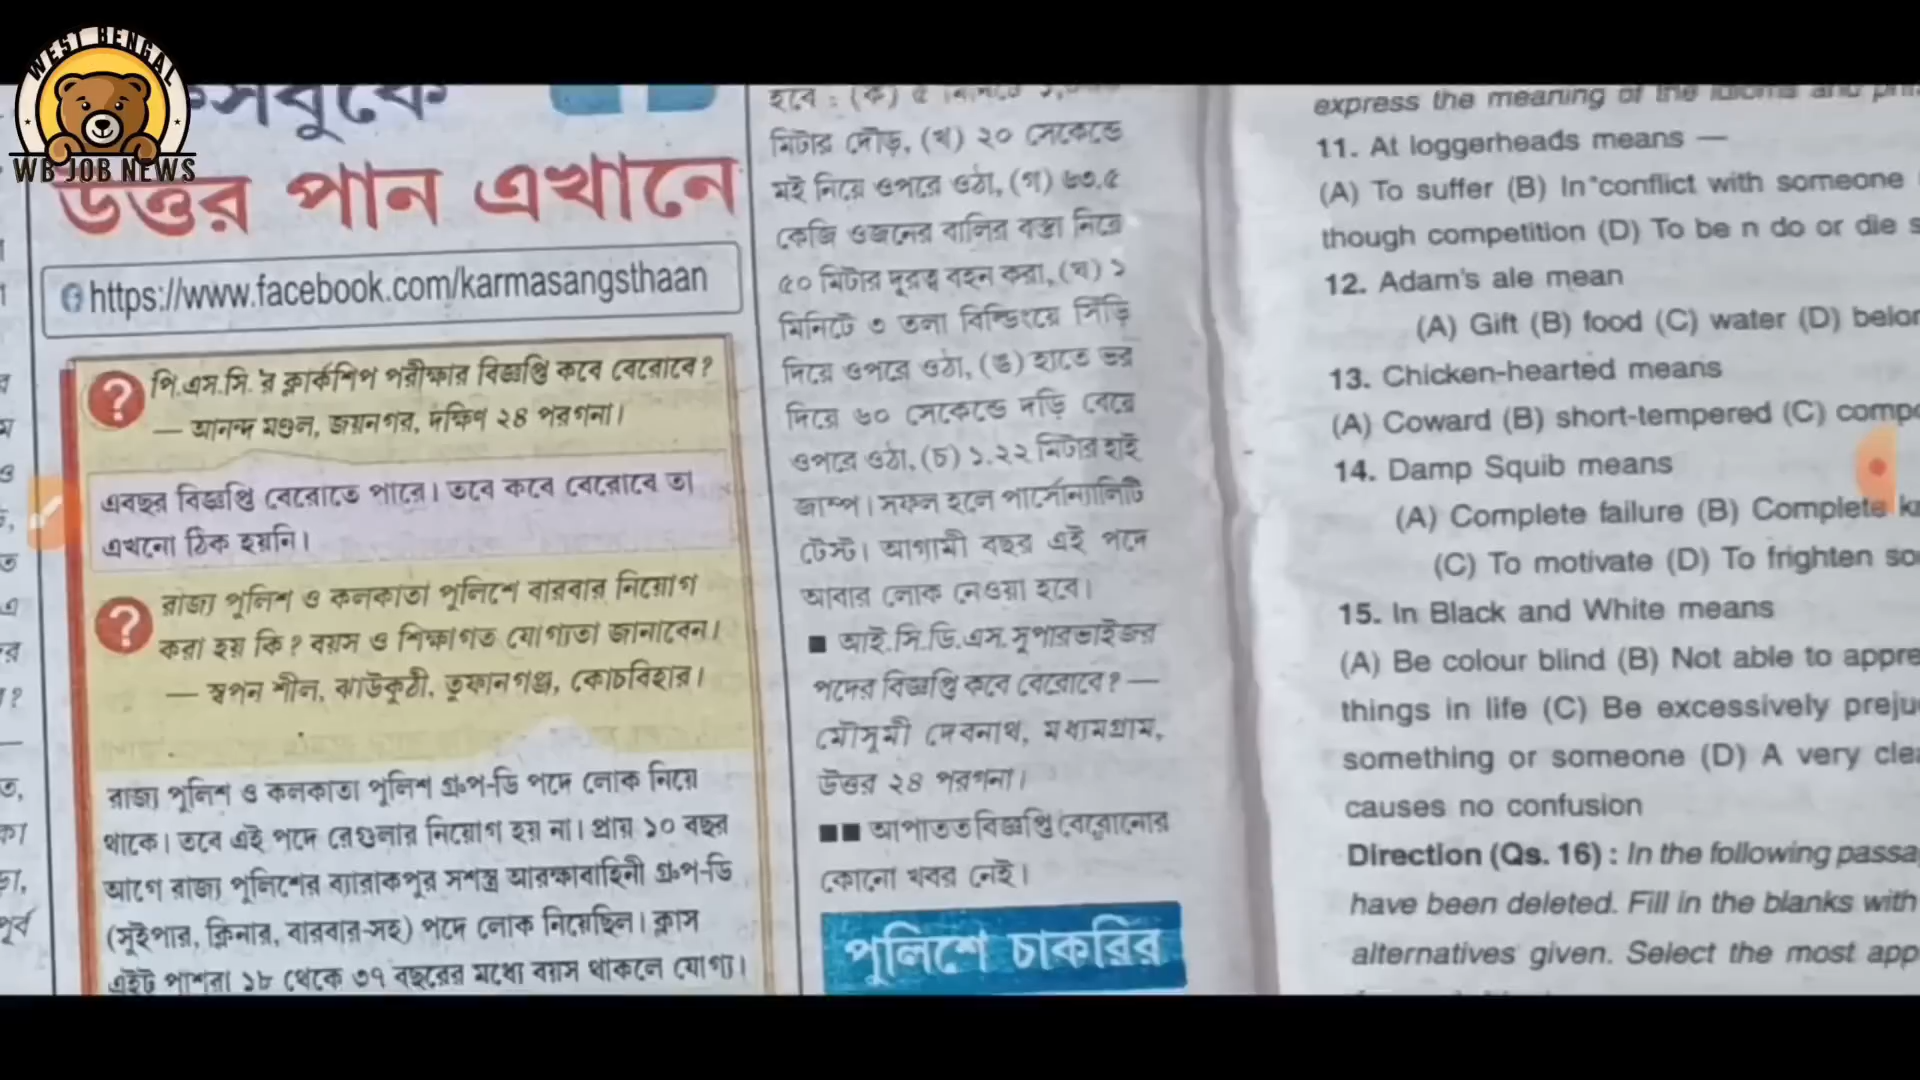 WEST BENGAL
WB JOB NEWS
উত্তর পান এখানে
https://www.facebook.com/karmasangsthaan
? পি.এস.সি.'র ক্লার্কশিপ পরীক্ষার বিজ্ঞপ্তি কবে বেরোবে?
— আনন্দ মণ্ডল, জয়নগর, দক্ষিণ ২৪ পরগনা।
এবছর বিজ্ঞপ্তি বেরোতে পারে। তবে কবে বেরোবে তা
এখনো ঠিক হয়নি।
? রাজ্য পুলিশ ও কলকাতা পুলিশে বারবার নিয়োগ
করা হয় কি? বয়স ও শিক্ষাগত যোগ্যতা জানাবেন।
— স্বপন শীল, ঝাউকুঠী, তুফানগঞ্জ, কোচবিহার।
রাজ্য পুলিশ ও কলকাতা পুলিশ গ্রুপ-ডি পদে লোক নিয়ে
থাকে। তবে এই পদে রেগুলার নিয়োগ হয় না। প্রায় ১০ বছর
আগে রাজ্য পুলিশের ব্যারাকপুর সশস্ত্র আরক্ষাবাহিনী গ্রুপ-ডি
(সুইপার, ক্লিনার, বারবার-সহ) পদে লোক নিয়েছিল। ক্লাস
এইট পাশরা ১৮ থেকে ৩৭ বছরের মধ্যে বয়স থাকলে যোগ্য।
হবে : (ক) ৫
মিটার দৌড়, (খ) ২০ সেকেন্ডে
মই নিয়ে ওপরে ওঠা, (গ) ৬৩.৫
কেজি ওজনের বালির বস্তা নিয়ে
৫০ মিটার দূরত্ব বহন করা, (ঘ) ১
মিনিটে ৩ তলা বিল্ডিংয়ে সিঁড়ি
দিয়ে ওপরে ওঠা, (ঙ) হাতে ভর
দিয়ে ৬০ সেকেন্ডে দড়ি বেয়ে
ওপরে ওঠা, (চ) ১.২২ মিটার হাই
জাম্প। সফল হলে পার্সোন্যালিটি
টেস্ট। আগামী বছর এই পদে
আবার লোক নেওয়া হবে।
■ আই.সি.ডি.এস. সুপারভাইজর
পদের বিজ্ঞপ্তি কবে বেরোবে? —
মৌসুমী দেবনাথ, মধ্যমগ্রাম,
উত্তর ২৪ পরগনা।
■■ আপাতত বিজ্ঞপ্তি বেরোনোর
কোনো খবর নেই।
পুলিশে চাকরির
express the meaning of the idioms and
11. At loggerheads means —
(A) To suffer (B) In conflict with someone
though competition (D) To be n do or die
12. Adam's ale mean
(A) Gift (B) food (C) water (D)
13. Chicken-hearted means
(A) Coward (B) short-tempered (C)
14. Damp Squib means
(A) Complete failure (B) Complete
(C) To motivate (D) To frighten
15. In Black and White means
(A) Be colour blind (B) Not able to
things in life (C) Be excessively
something or someone (D) A very
causes no confusion
Direction (Qs. 16) : In the following
have been deleted. Fill in the blanks with
alternatives given. Select the most